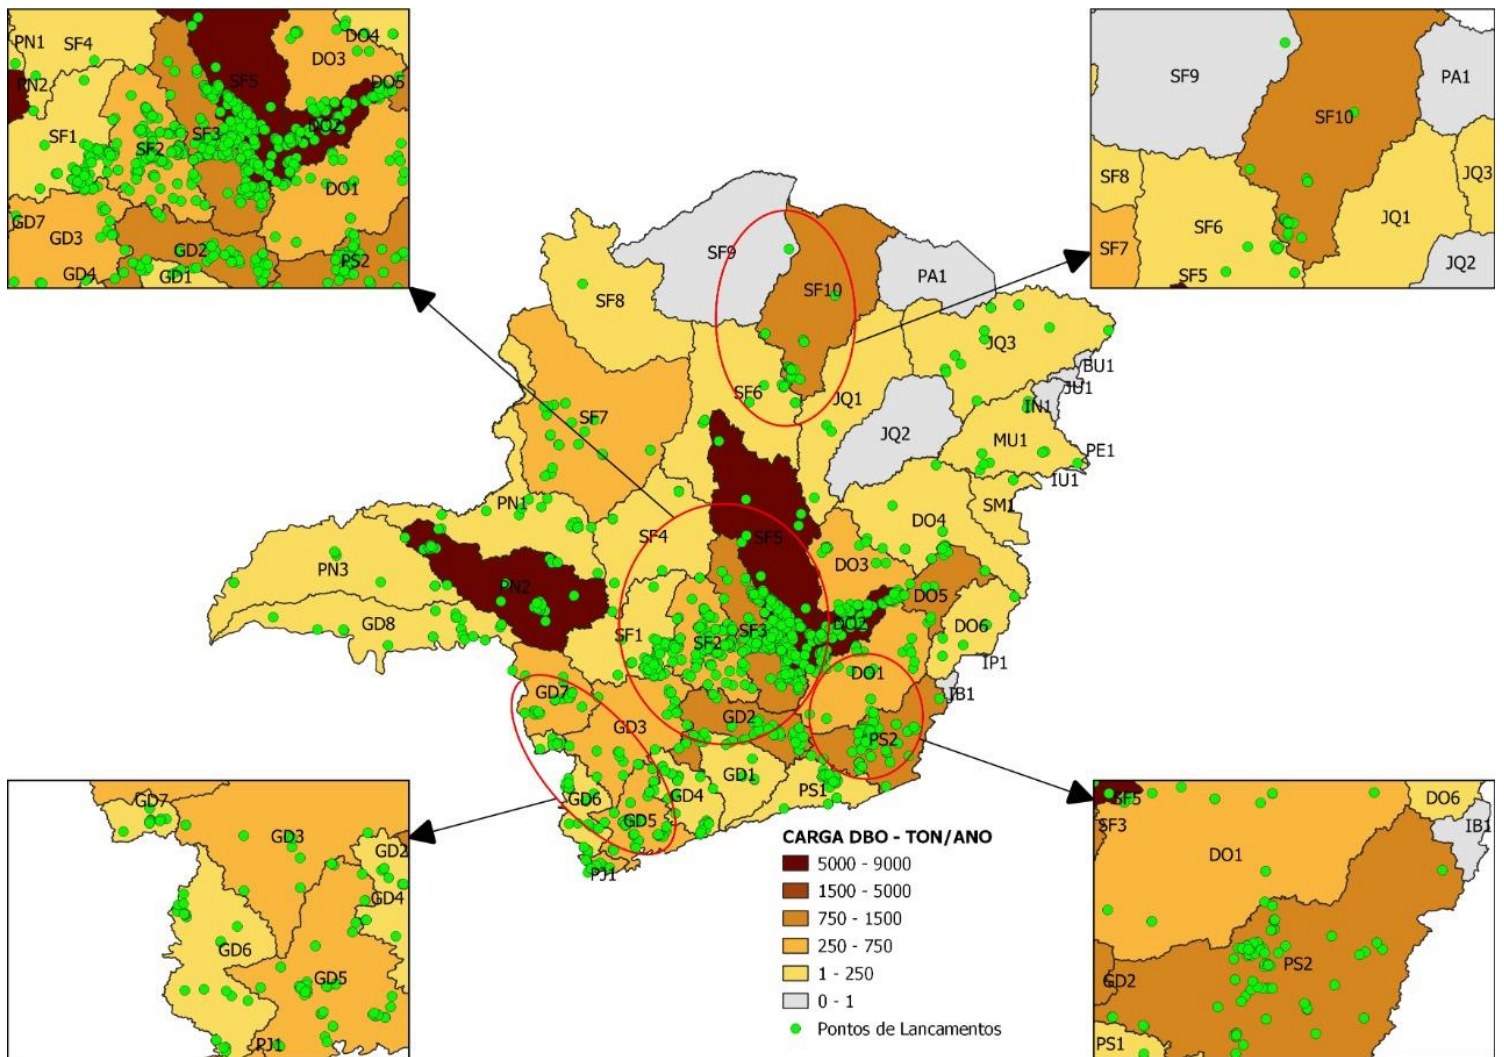 PN1
SF4
DO4
DO3
PN2
SF5
DO5
SF1
SF2
SF3
DO2
DO1
GD7
GD3
GD2
PS2
GD4
GD1
SF9
PA1
SF10
SF8
JQ3
JQ1
SF6
SF7
JQ2
SF5
SF9
SF10
PA1
SF8
JQ3
BU1
JU1
SF6
JQ1
IN1
SF7
JQ2
MU1
PE1
IU1
PN1
SM1
DO4
SF4
SF5
DO3
PN3
PN2
DO5
GD8
SF1
SF2
SF3
DO2
DO6
IP1
DO1
IB1
GD7
GD3
GD2
PS2
GD1
PS1
GD6
GD4
GD5
PJ1
GD7
GD3
GD2
GD4
GD6
GD5
PJ1
CARGA DBO - TON/ANO
5000 - 9000
1500 - 5000
750 - 1500
250 - 750
1 - 250
0 - 1
Pontos de Lancamentos
SF5
DO6
SF3
IB1
DO1
PS2
GD2
PS1